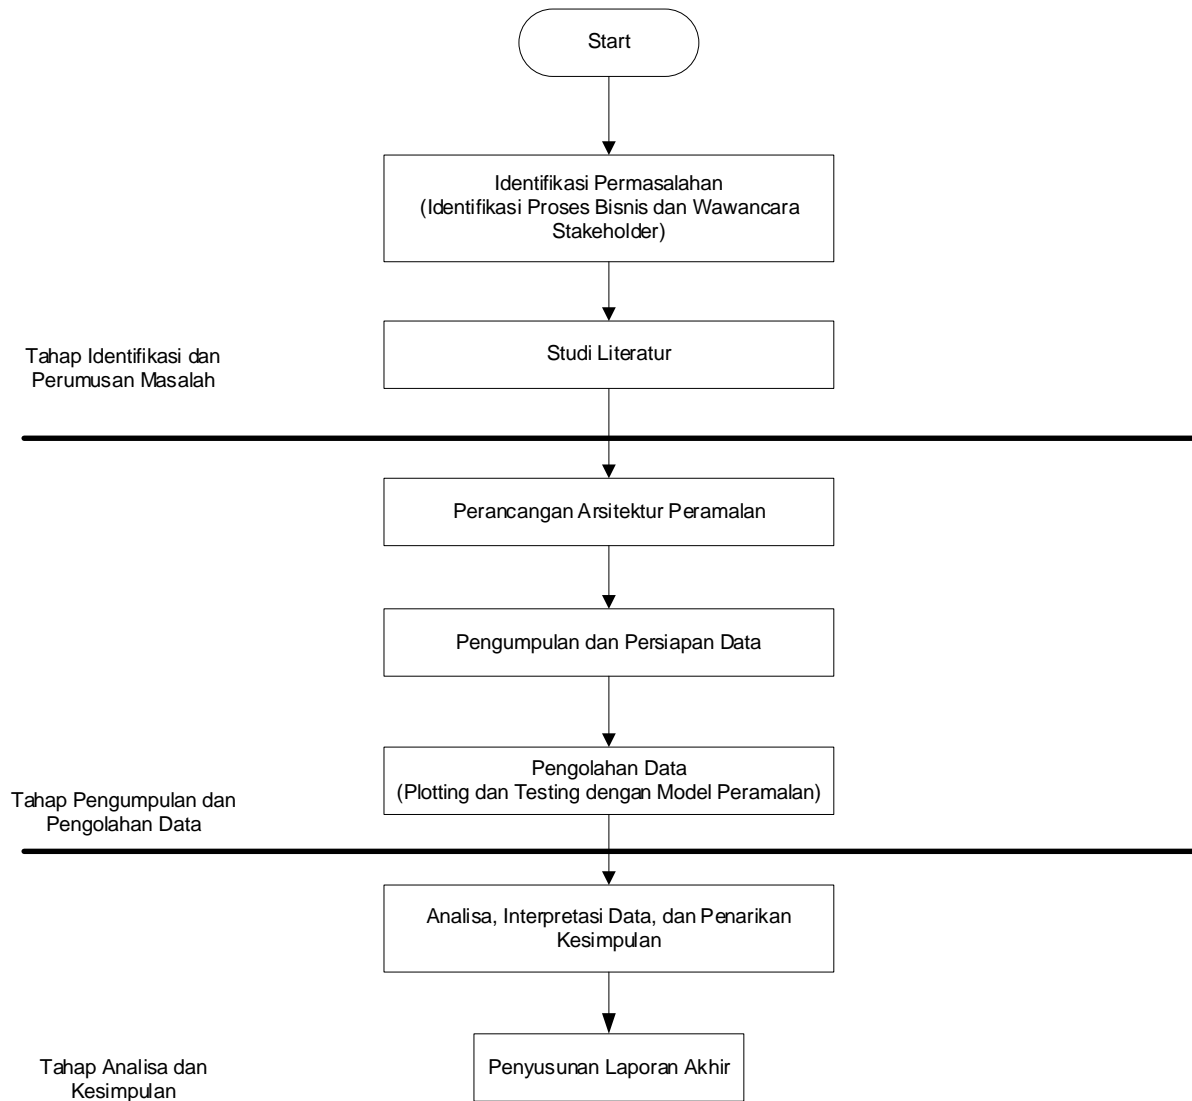 Start
Identifikasi Permasalahan
(Identifikasi Proses Bisnis dan Wawancara
Stakeholder)
Studi Literatur
Tahap Identifikasi dan
Perumusan Masalah
Perancangan Arsitektur Peramalan
Pengumpulan dan Persiapan Data
Pengolahan Data
(Plotting dan Testing dengan Model Peramalan)
Tahap Pengumpulan dan
Pengolahan Data
Analisa, Interpretasi Data, dan Penarikan
Kesimpulan
Penyusunan Laporan Akhir
Tahap Analisa dan
Kesimpulan